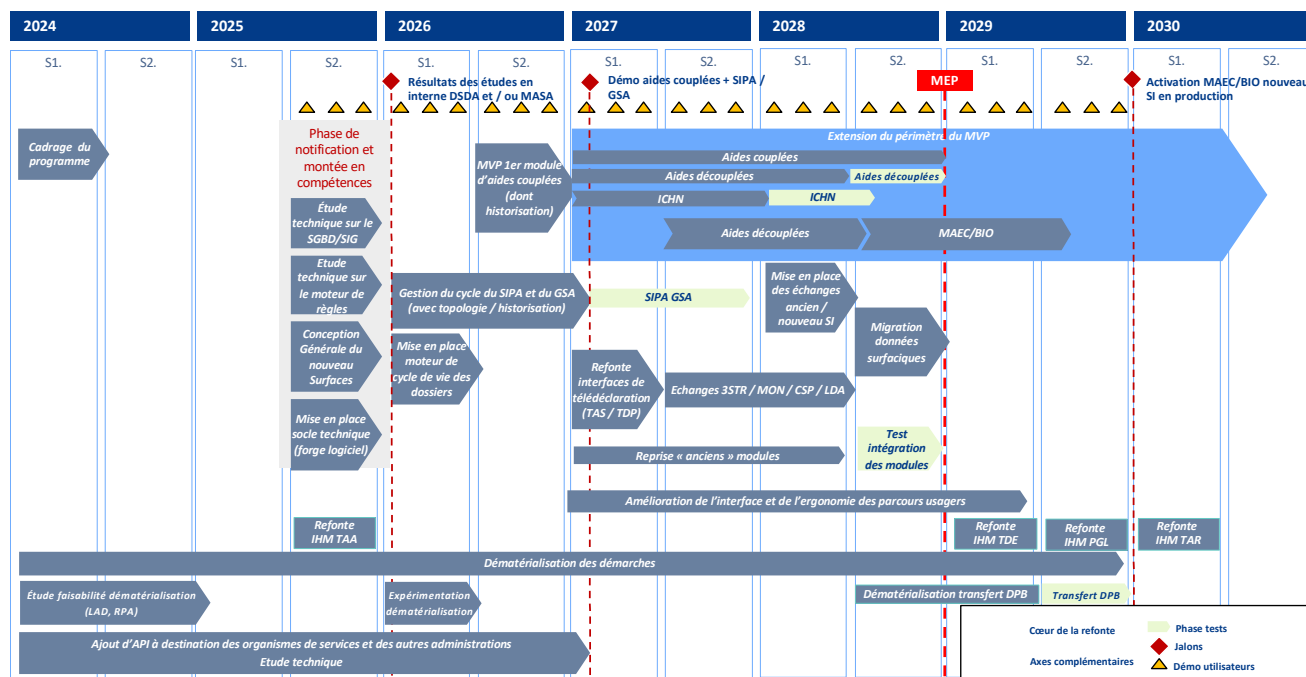 2024
2025
2026
2027
2028
2029
2030
S1.
S2.
S1.
S2.
S1.
S2.
S1.
S2.
S1.
S2.
S1.
S2.
S1.
S2.
Résultats des études en
interne DSDA et / ou MASA
Démo aides couplées + SIPA /
GSA
MEP
Activation MAEC/BIO nouveau
SI en production
Cadrage du
programme
Phase de
notification et
montée en
compétences
Étude
technique sur le
SGBD/SIG
Etude
technique sur
le moteur de
règles
Conception
Générale du
nouveau
Surfaces
Mise en place
socle technique
(forge logiciel)
MVP 1er module
d'aides couplées
(dont
historisation)
Extension du périmètre du MVP
Aides couplées
Aides découplées
Aides découplées
ICHN
ICHN
Aides découplées
MAEC/BIO
Gestion du cycle du SIPA et du GSA
(avec topologie / historisation)
SIPA GSA
Mise en place
des échanges
ancien /
nouveau SI
Mise en place
moteur de
cycle de vie des
dossiers
Migration
données
surfaciques
Refonte
interfaces de
télédéclaration
(TAS / TDP)
Echanges 3STR / MON / CSP / LDA
Reprise « anciens » modules
Test
intégration
des modules
Amélioration de l'interface et de l'ergonomie des parcours usagers
Refonte
IHM TAA
Refonte
IHM TDE
Refonte
IHM PGL
Refonte
IHM TAR
Dématérialisation des démarches
Étude faisabilité dématérialisation
(LAD, RPA)
Expérimentation
dématérialisation
Dématérialisation transfert DPB
Transfert DPB
Ajout d'API à destination des organismes de services et des autres administrations
Etude technique
Cœur de la refonte
Phase tests
Jalons
Axes complémentaires
Démo utilisateurs